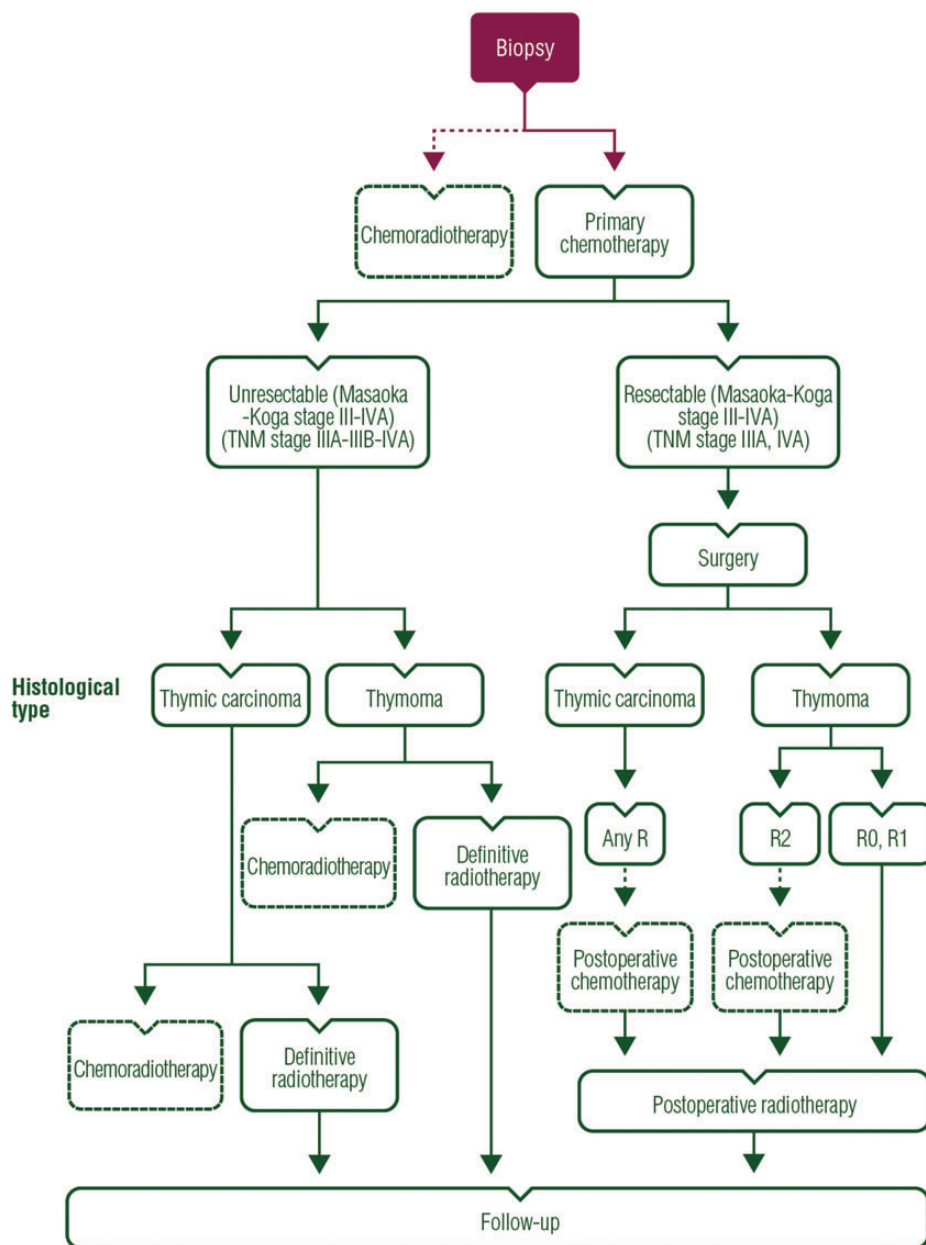 Biopsy
Chemoradiotherapy
Primary
chemotherapy
Unresectable (Masaoka
-Koga stage III-IVA)
(TNM stage IIIA-IIIB-IVA)
Resectable (Masaoka-Koga
stage III-IVA)
(TNM stage IIIA, IVA)
Surgery
Histological
type
Thymic carcinoma
Thymoma
Thymic carcinoma
Thymoma
Chemoradiotherapy
Definitive
radiotherapy
Any R
R2
R0, R1
Postoperative
chemotherapy
Postoperative
chemotherapy
Chemoradiotherapy
Definitive
radiotherapy
Postoperative radiotherapy
Follow-up